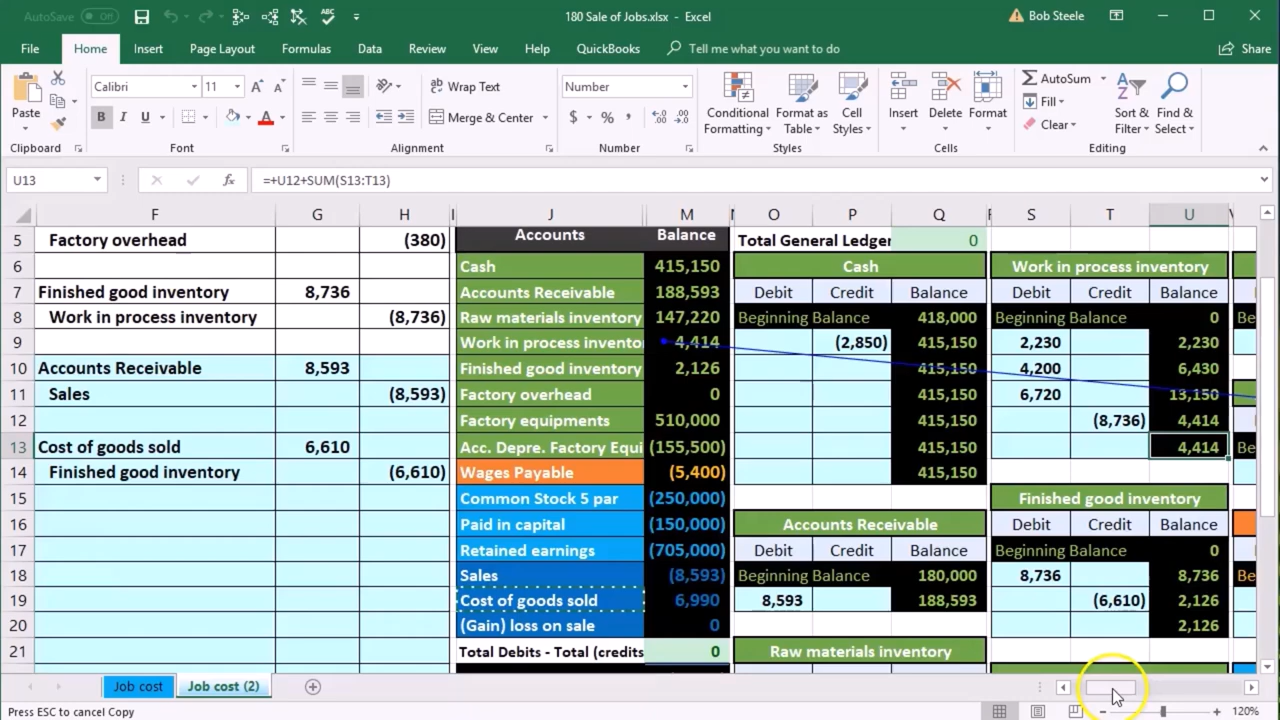 AutoSave Off
180 Sale of Jobs.xlsx - Excel
Bob Steele
File Home Insert Page Layout Formulas Data Review View Help QuickBooks Tell me what you want to do Share
Paste Calibri 11 A A Wrap Text Number AutoSum
B I U A Merge & Center $ % , Conditional Formatting Format as Table Cell Styles Insert Delete Format Fill Clear Sort & Filter Find & Select
Clipboard Font Alignment Number Styles Cells Editing
U13 fx =+U12+SUM(S13:T13)
F G H I J M O P Q S T U
5 Factory overhead (380) Accounts Balance Total General Ledger 0
6 Cash 415,150 Cash Work in process inventory
7 Finished good inventory 8,736 Accounts Receivable 188,593 Debit Credit Balance Debit Credit Balance
8 Work in process inventory (8,736) Raw materials inventory 147,220 Beginning Balance 418,000 Beginning Balance 0 Be
9 Work in process invento 4,414 (2,850) 415,150 2,230 2,230
10 Accounts Receivable 8,593 Finished good inventory 2,126 415,150 4,200 6,430
11 Sales (8,593) Factory overhead 0 415,150 6,720 13,150
12 Factory equipments 510,000 415,150 (8,736) 4,414
13 Cost of goods sold 6,610 Acc. Depre. Factory Equi (155,500) 415,150 4,414 Be
14 Finished good inventory (6,610) Wages Payable (5,400) 415,150
15 Common Stock 5 par (250,000) Finished good inventory
16 Paid in capital (150,000) Accounts Receivable Debit Credit Balance
17 Retained earnings (705,000) Debit Credit Balance Beginning Balance 0
18 Sales (8,593) Beginning Balance 180,000 8,736 8,736 Be
19 Cost of goods sold 6,990 8,593 188,593 (6,610) 2,126
20 (Gain) loss on sale 0 2,126
21 Total Debits - Total (credits 0 Raw materials inventory
Job cost Job cost (2)
Press ESC to cancel Copy 120%